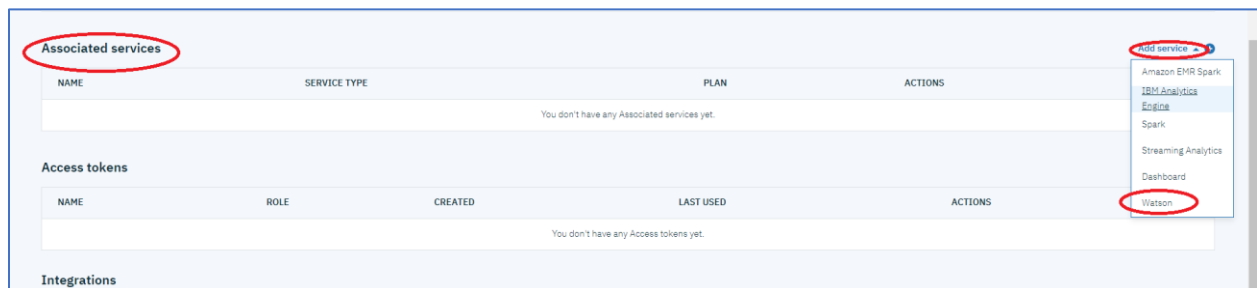 Associated services
Add service
NAME SERVICE TYPE PLAN ACTIONS
You don't have any Associated services yet.
Amazon EMR Spark
IBM Analytics
Engine
Spark
Streaming Analytics
Dashboard
Watson
Access tokens
NAME ROLE CREATED LAST USED ACTIONS
You don't have any Access tokens yet.
Integrations